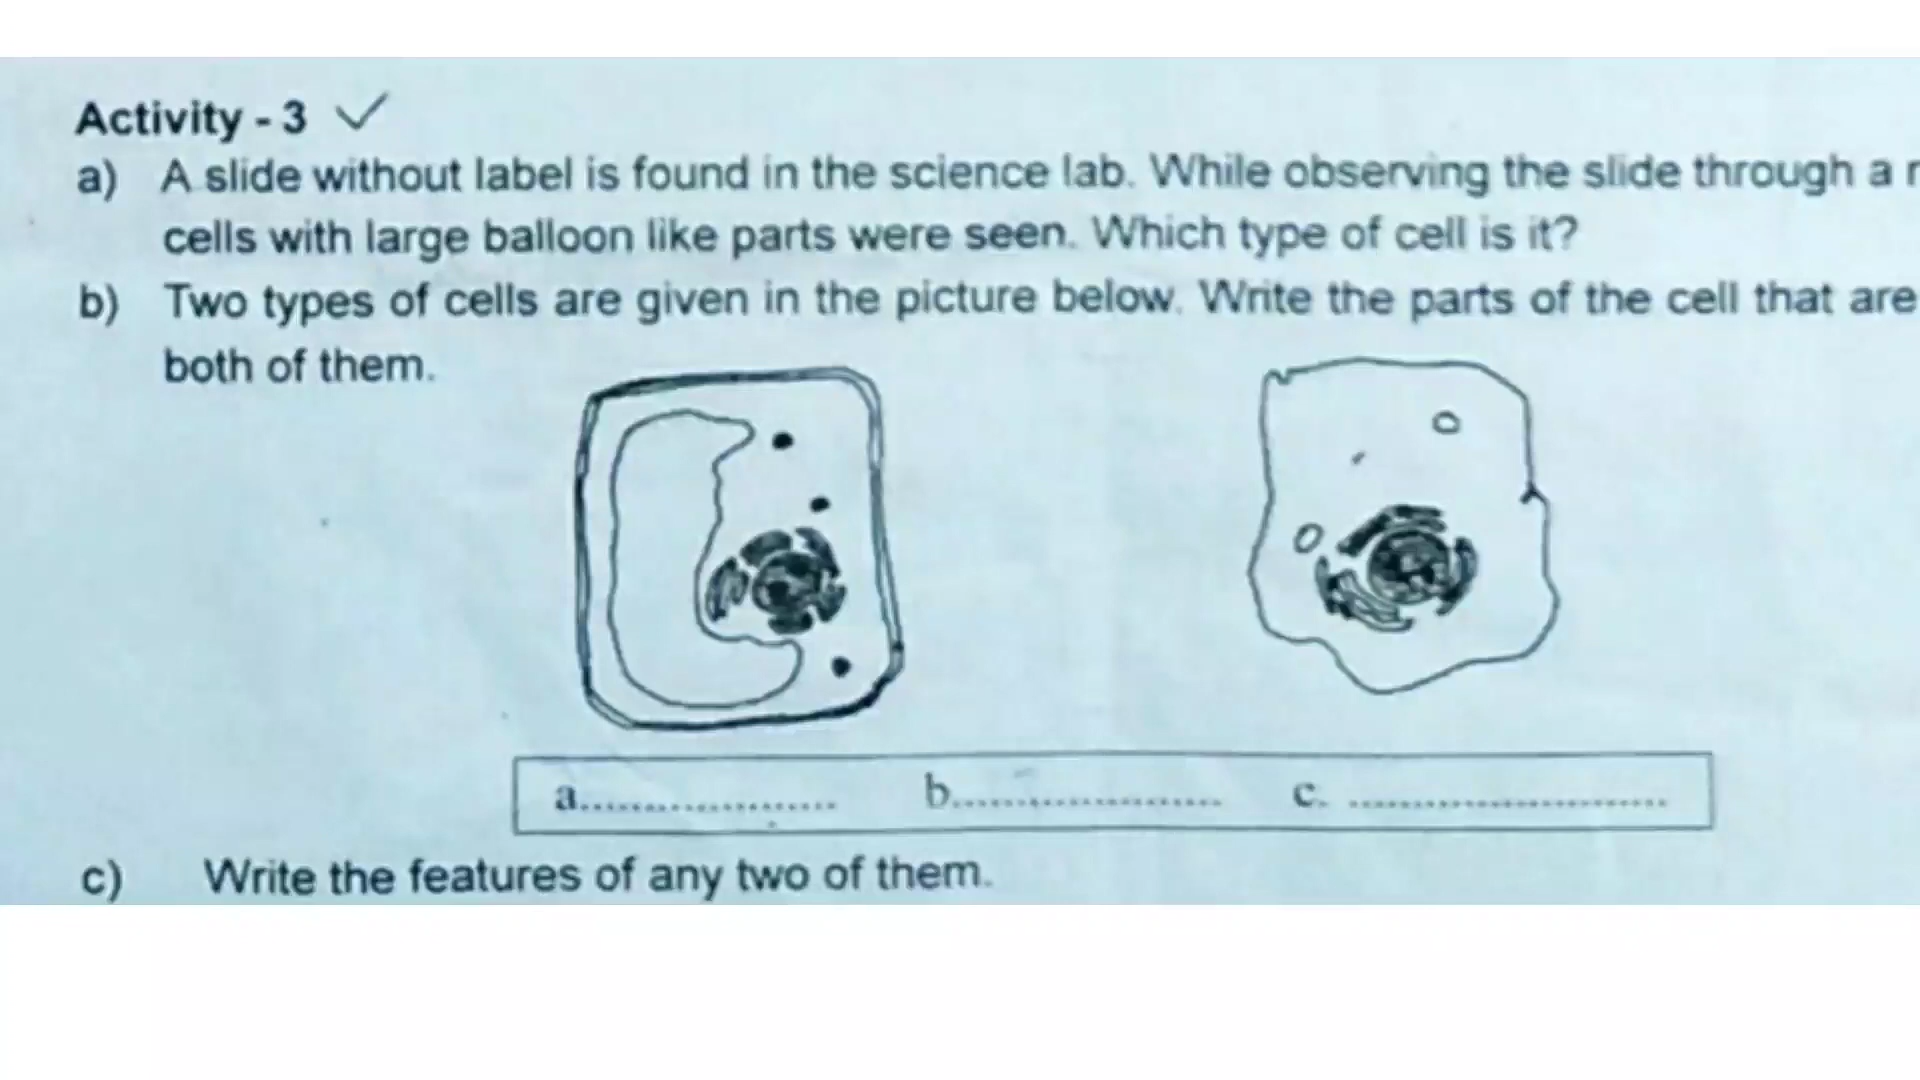 Activity - 3
a) A slide without label is found in the science lab. While observing the slide through a
cells with large balloon like parts were seen. Which type of cell is it?
b) Two types of cells are given in the picture below. Write the parts of the cell that are
both of them.
a..................... b....................... c. ...........................
c) Write the features of any two of them.